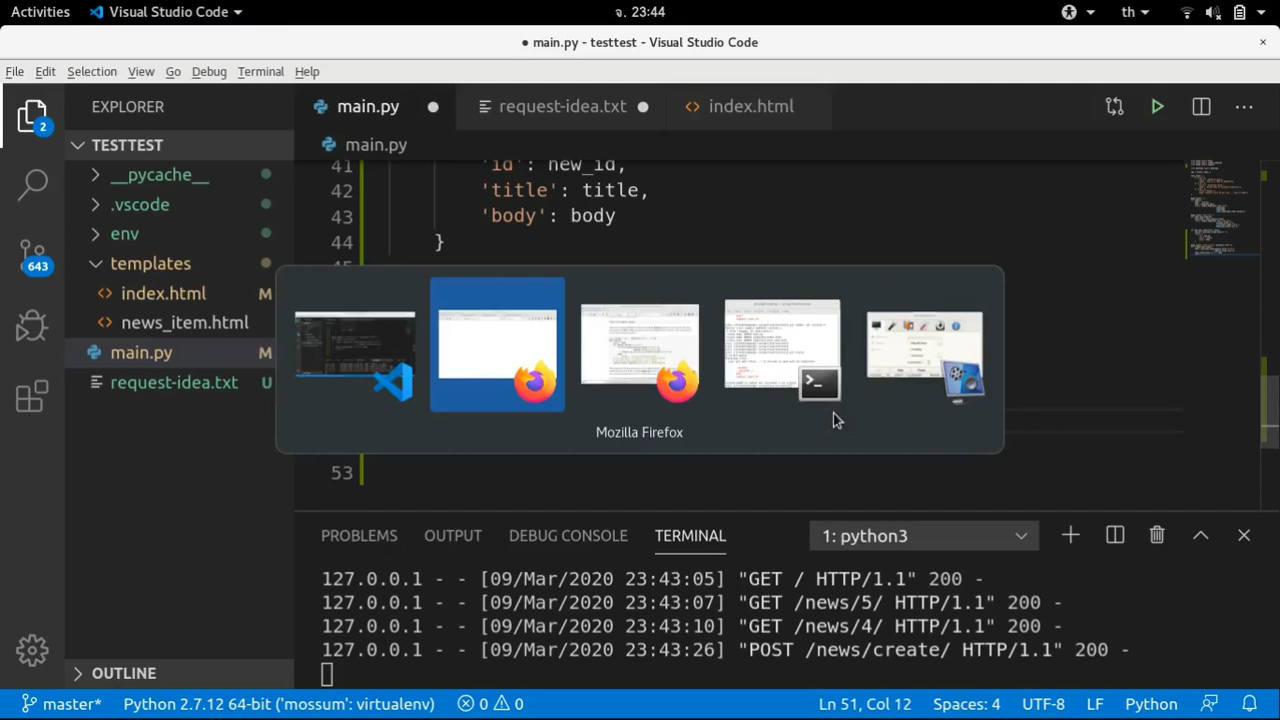 Activities Visual Studio Code จ. 23:44 th
● main.py - testtest - Visual Studio Code
File Edit Selection View Go Debug Terminal Help
EXPLORER main.py request-idea.txt index.html
2
TESTTEST main.py
__pycache__
.vscode
env
templates
index.html M
news_item.html
main.py M
request-idea.txt U
643
41 'id': new_id,
42 'title': title,
43 'body': body
44 }
Mozilla Firefox
53
PROBLEMS OUTPUT DEBUG CONSOLE TERMINAL 1: python3
127.0.0.1 - - [09/Mar/2020 23:43:05] "GET / HTTP/1.1" 200 -
127.0.0.1 - - [09/Mar/2020 23:43:07] "GET /news/5/ HTTP/1.1" 200 -
127.0.0.1 - - [09/Mar/2020 23:43:10] "GET /news/4/ HTTP/1.1" 200 -
127.0.0.1 - - [09/Mar/2020 23:43:26] "POST /news/create/ HTTP/1.1" 200 -
OUTLINE
master* Python 2.7.12 64-bit ('mossum': virtualenv) 0 0 Ln 51, Col 12 Spaces: 4 UTF-8 LF Python